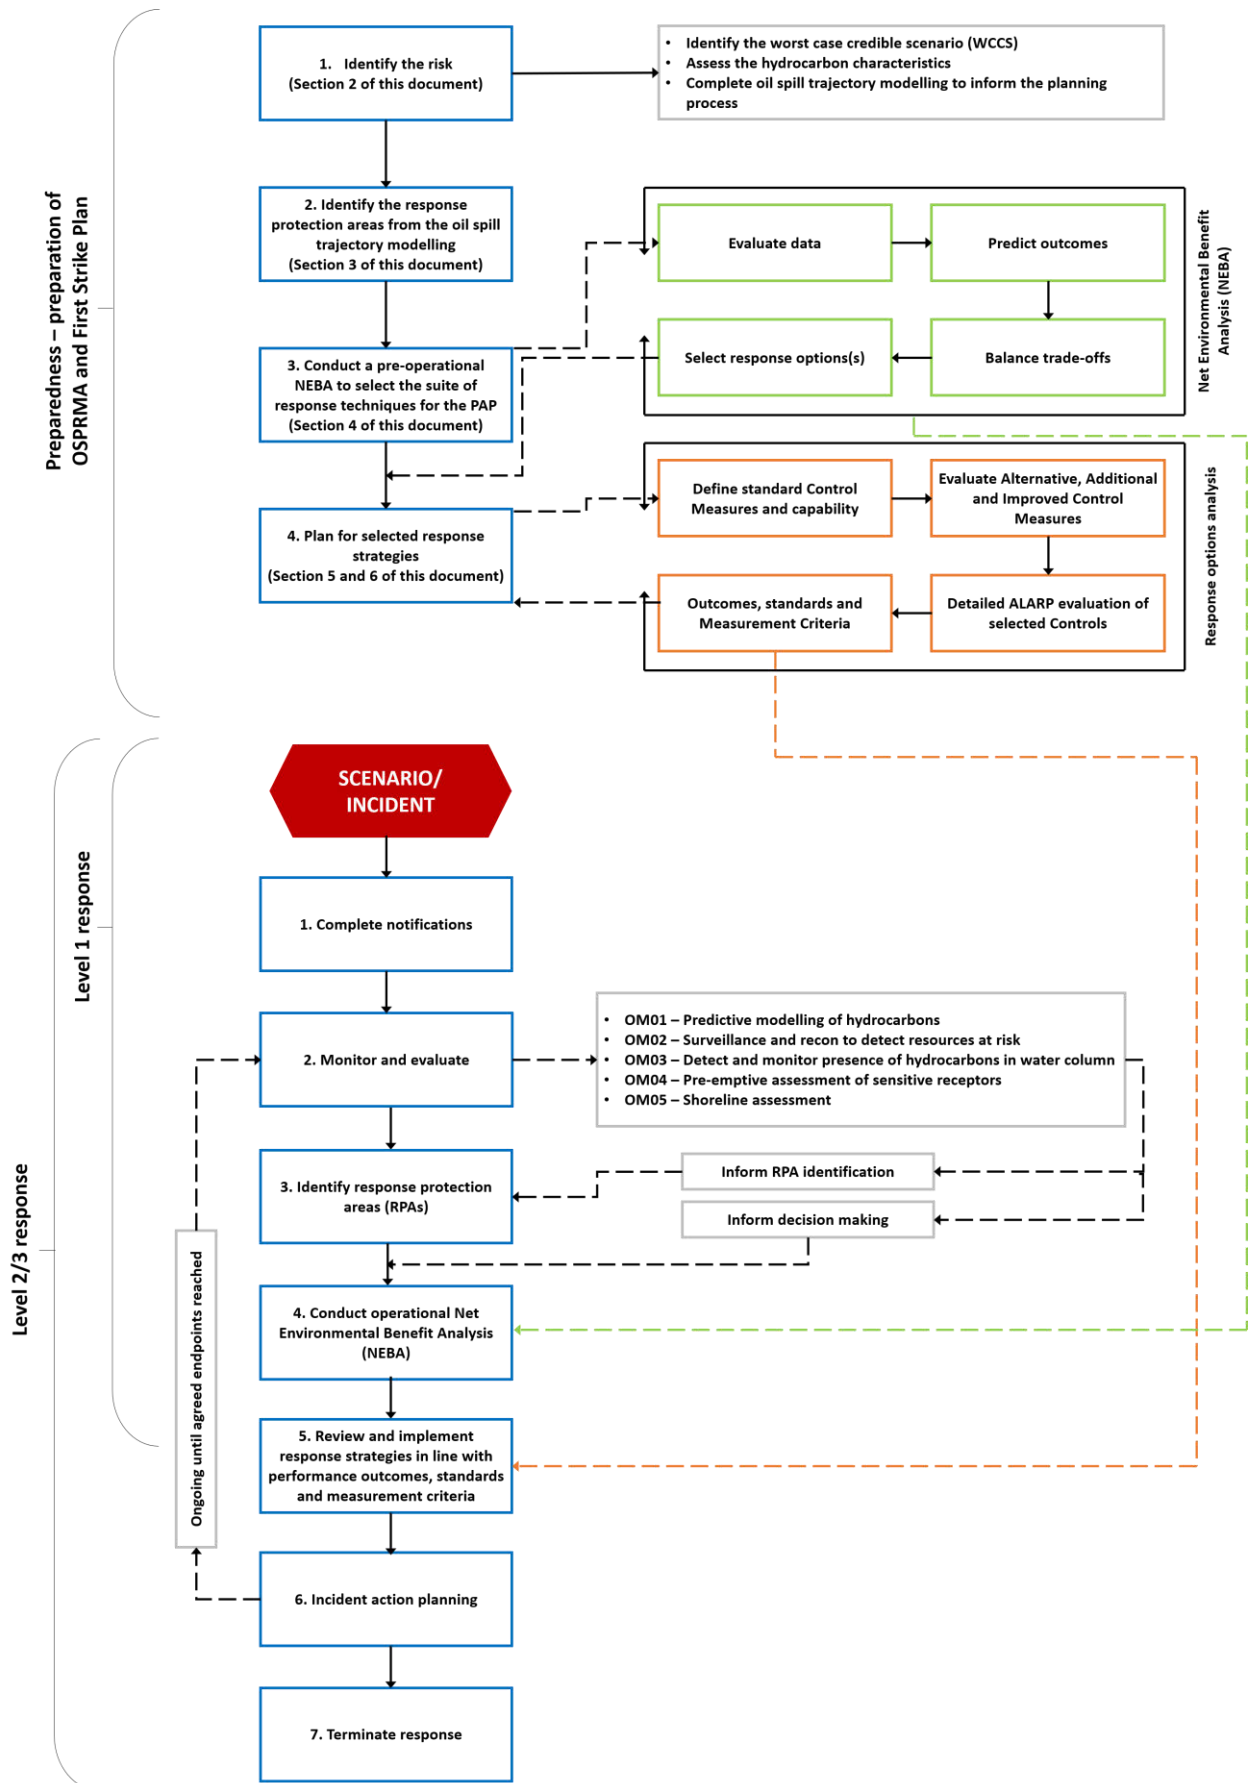 Preparedness – preparation of
OSPRMA and First Strike Plan
1. Identify the risk
(Section 2 of this document)
• Identify the worst case credible scenario (WCCS)
• Assess the hydrocarbon characteristics
• Complete oil spill trajectory modelling to inform the planning
process
2. Identify the response
protection areas from the oil spill
trajectory modelling
(Section 3 of this document)
Evaluate data
Predict outcomes
Select response options(s)
Balance trade-offs
Net Environmental Benefit
Analysis (NEBA)
3. Conduct a pre-operational
NEBA to select the suite of
response techniques for the PAP
(Section 4 of this document)
Define standard Control
Measures and capability
Evaluate Alternative, Additional
and Improved Control
Measures
Outcomes, standards and
Measurement Criteria
Detailed ALARP evaluation of
selected Controls
Response options analysis
4. Plan for selected response
strategies
(Section 5 and 6 of this document)
Level 2/3 response
Level 1 response
SCENARIO/
INCIDENT
1. Complete notifications
2. Monitor and evaluate
• OM01 – Predictive modelling of hydrocarbons
• OM02 – Surveillance and recon to detect resources at risk
• OM03 – Detect and monitor presence of hydrocarbons in water column
• OM04 – Pre-emptive assessment of sensitive receptors
• OM05 – Shoreline assessment
3. Identify response protection
areas (RPAs)
Inform RPA identification
Inform decision making
Ongoing until agreed endpoints reached
4. Conduct operational Net
Environmental Benefit Analysis
(NEBA)
5. Review and implement
response strategies in line with
performance outcomes, standards
and measurement criteria
6. Incident action planning
7. Terminate response